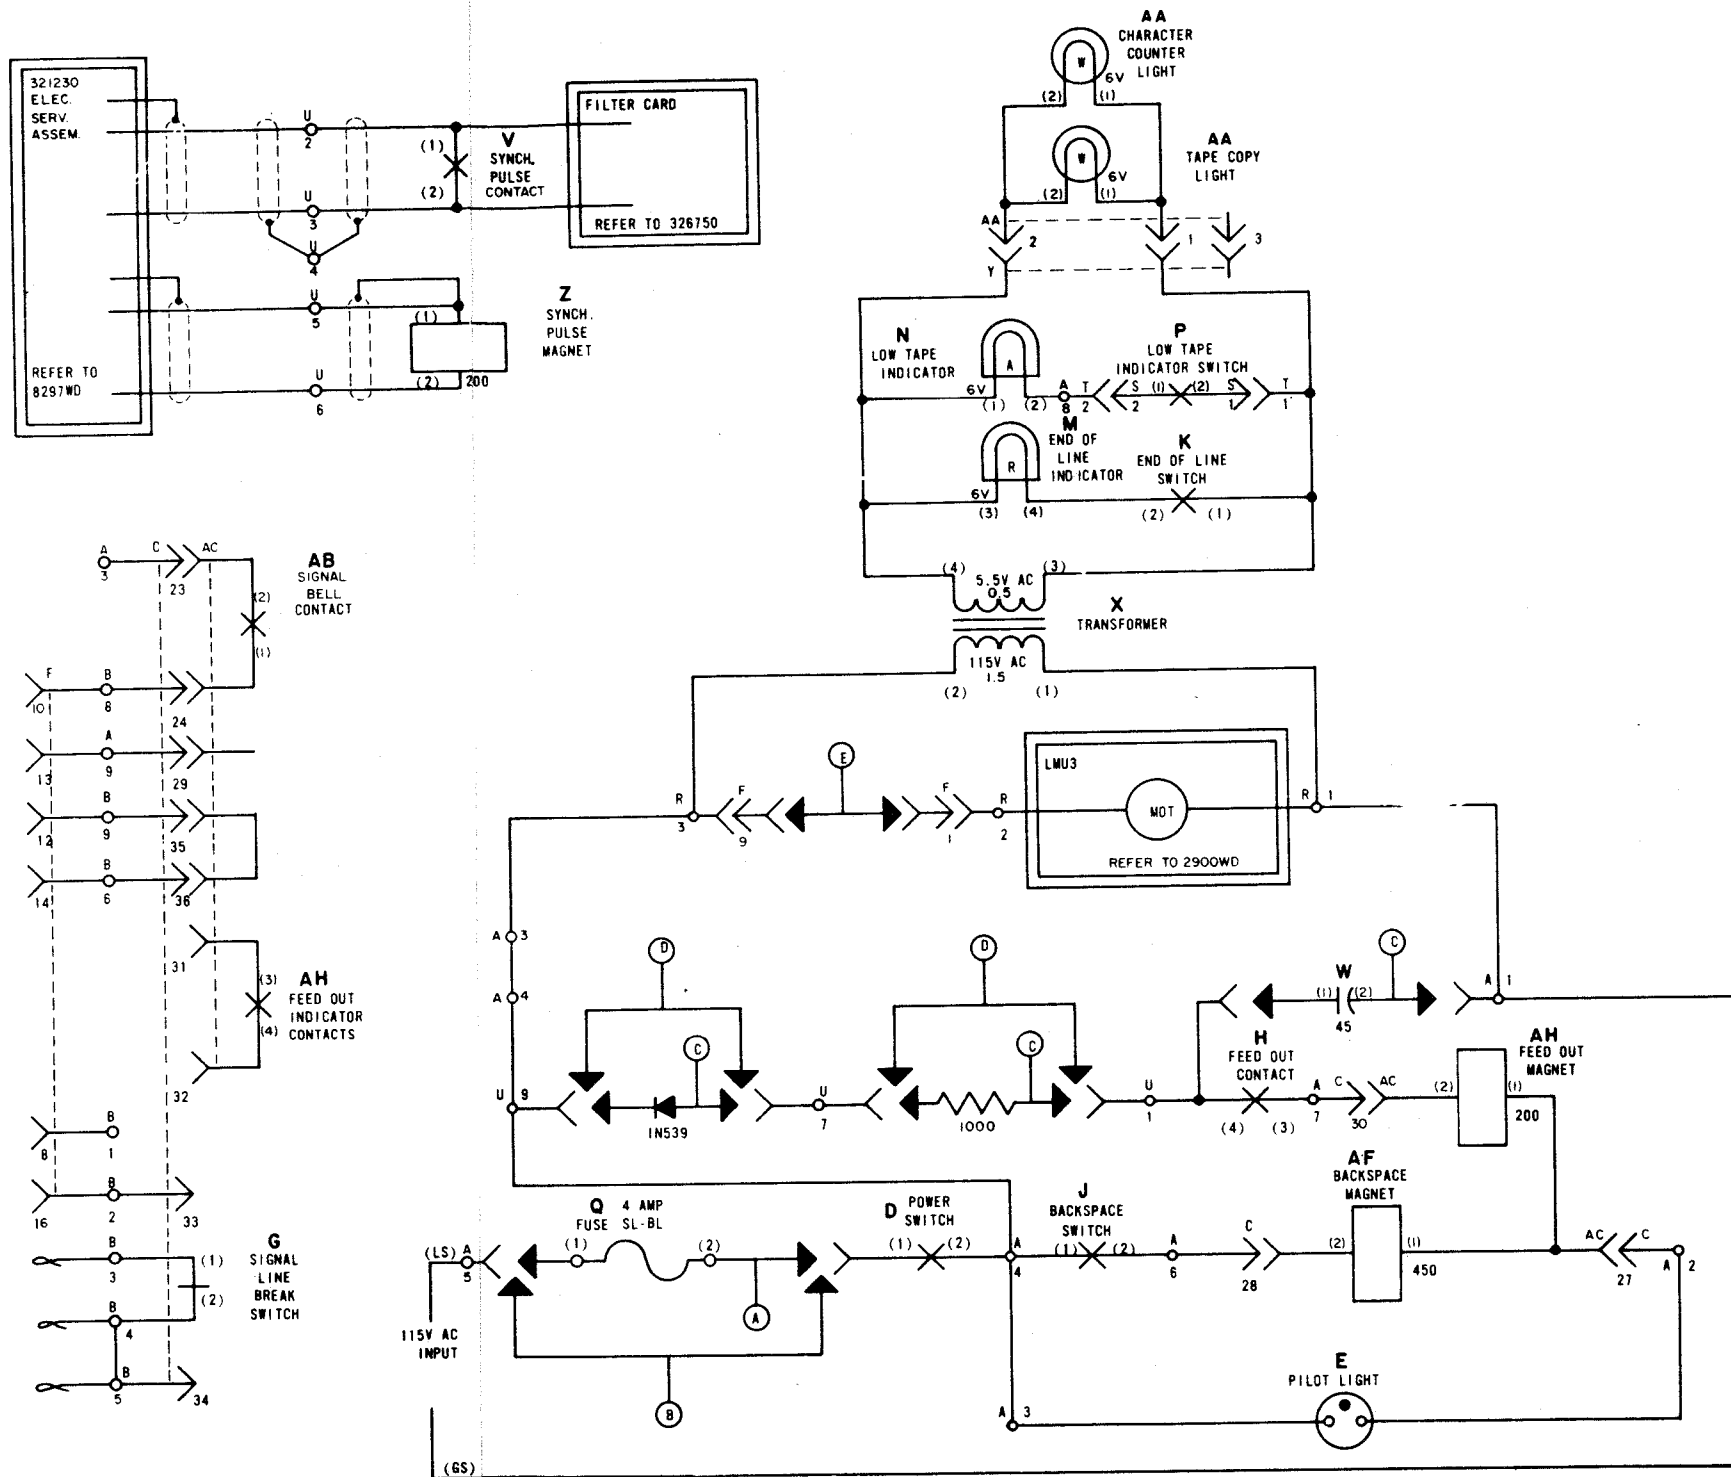 321230
ELEC.
SERV.
ASSEM.
REFER TO
8297WD
U
2
U
3
U
4
U
5
U
6
(1)
(2)
V
SYNCH.
PULSE
CONTACT
FILTER CARD
REFER TO 326750
(1)
(2)
200
Z
SYNCH.
PULSE
MAGNET
AA
CHARACTER
COUNTER
LIGHT
W
6V
(2)
(1)
AA
TAPE COPY
LIGHT
W
6V
(2)
(1)
AA
2
1
3
Y
N
LOW TAPE
INDICATOR
A
6V
(1)
(2)
A
8
T
2
S
2
(1)
(2)
S
1
T
1
P
LOW TAPE
INDICATOR SWITCH
M
END OF
LINE
INDICATOR
R
6V
(3)
(4)
K
END OF LINE
SWITCH
(2)
(1)
(4)
(3)
5.5V AC
0.5
X
TRANSFORMER
115V AC
1.5
(2)
(1)
A
3
C
AC
23
AB
SIGNAL
BELL
CONTACT
(2)
(1)
F
10
B
8
24
13
A
9
29
12
B
9
35
14
B
6
36
31
AH
FEED OUT
INDICATOR
CONTACTS
(3)
(4)
32
8
B
1
16
B
2
33
G
SIGNAL
LINE
BREAK
SWITCH
B
3
(1)
(2)
B
4
B
5
34
E
R
3
F
9
F
1
R
2
LMU3
MOT
REFER TO 2900WD
R
1
A
3
A
4
D
C
U
9
1N539
U
7
D
C
1000
U
1
W
(1)
(2)
45
C
A
1
H
FEED OUT
CONTACT
(4)
(3)
A
7
C
AC
30
AH
FEED OUT
MAGNET
(2)
(1)
200
Q
4 AMP
FUSE SL-BL
(LS)
A
5
(1)
(2)
A
B
115V AC
INPUT
(GS)
D
POWER
SWITCH
(1)
(2)
A
4
J
BACKSPACE
SWITCH
(1)
(2)
A
6
C
28
AF
BACKSPACE
MAGNET
(2)
(1)
450
AC
C
27
A
2
A
3
E
PILOT LIGHT